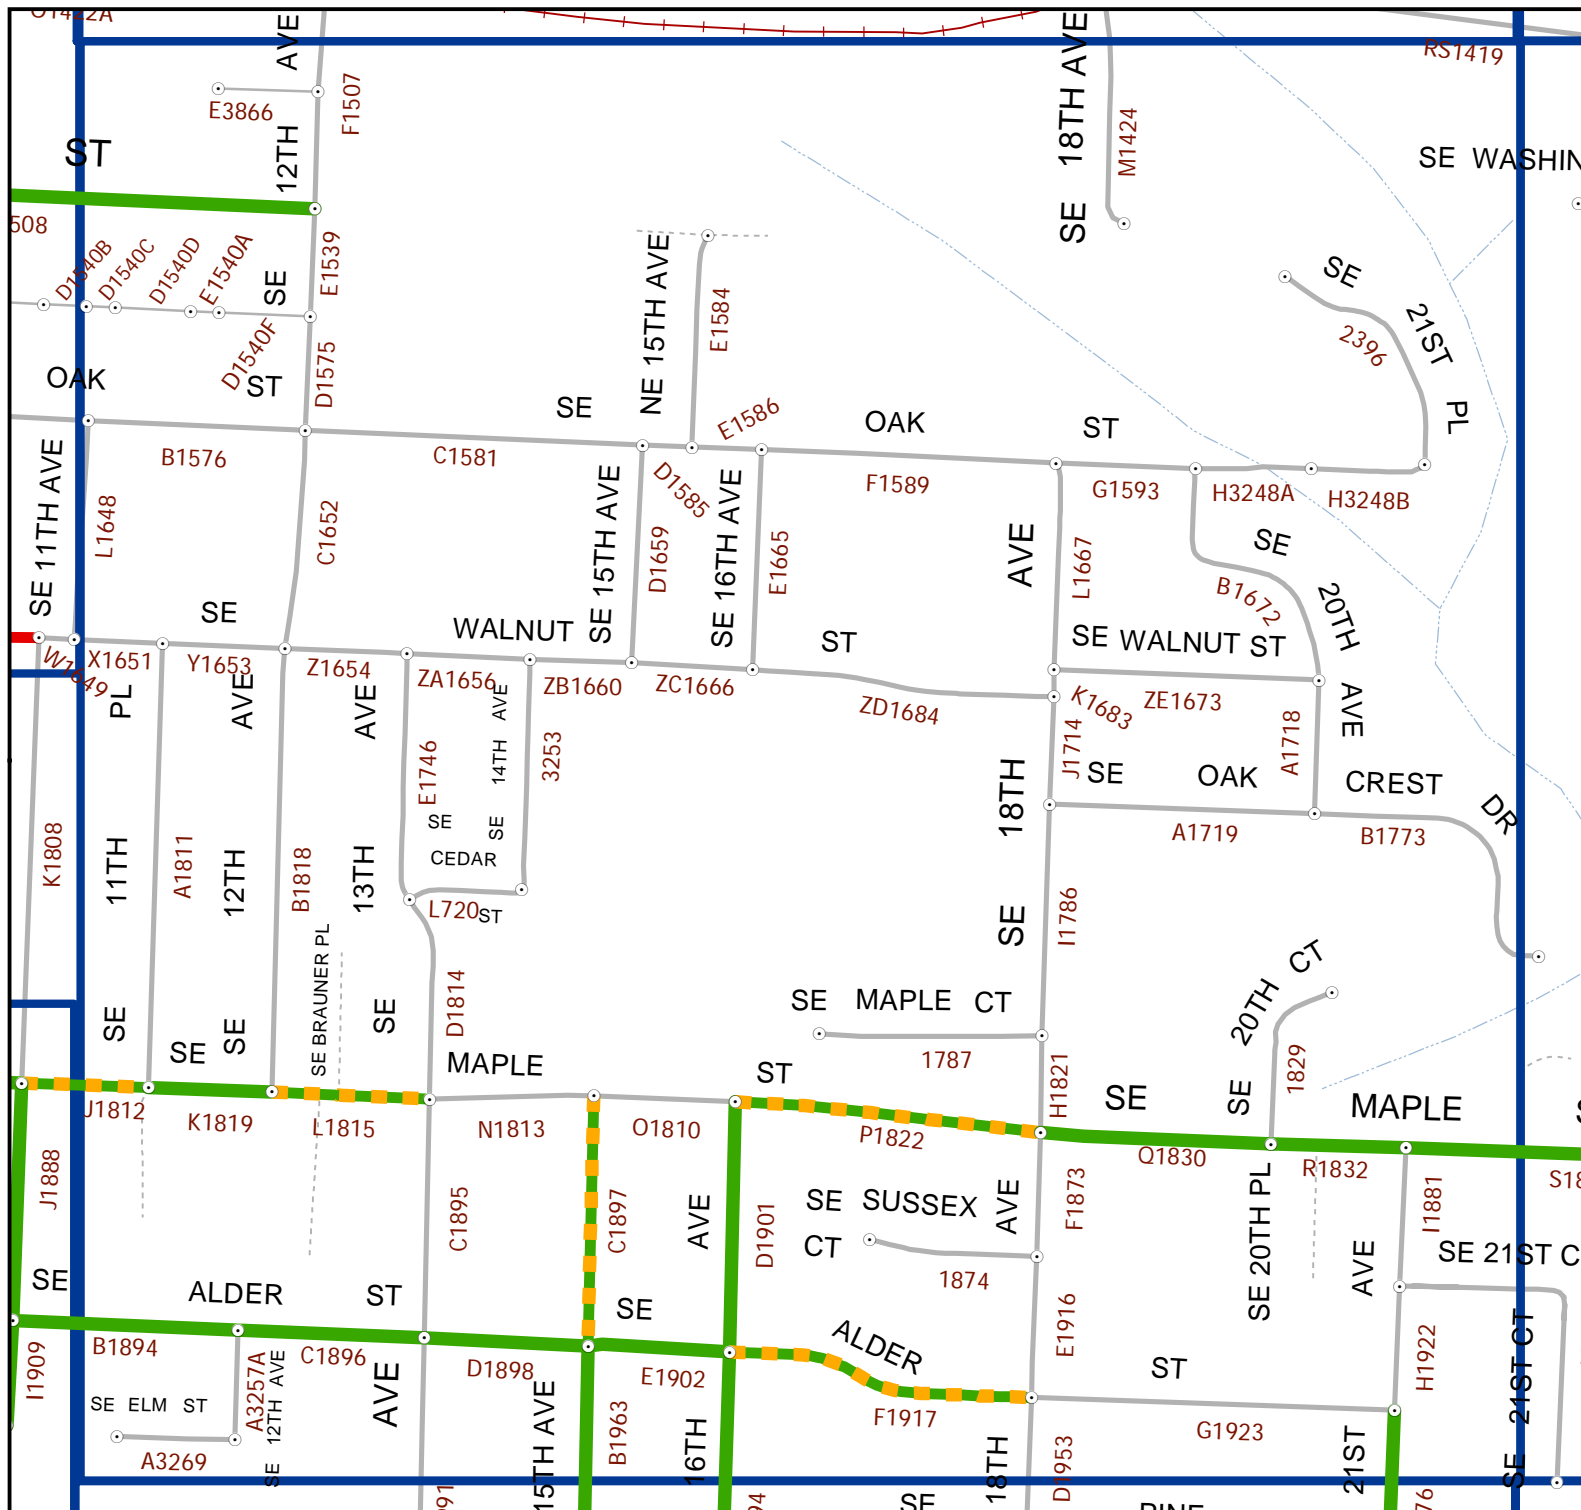 O1422A
RS1419
AVE
E3866
F1507
12TH
SE
ST
508
D1540B
D1540C
D1540D
E1540A
E1539
D1540F
D1575
OAK
ST
SE 18TH AVE
M1424
SE WASHIN
SE
21ST
PL
2396
NE 15TH AVE
E1584
SE
E1586
OAK
ST
B1576
C1581
D1585
F1589
G1593
H3248A
H3248B
SE 11TH AVE
L1648
C1652
SE 15TH AVE
D1659
SE 16TH AVE
E1665
AVE
L1667
SE
B1672
20TH
AVE
SE
WALNUT
ST
SE WALNUT ST
W1649
X1651
Y1653
Z1654
ZA1656
ZB1660
ZC1666
ZD1684
K1683
ZE1673
PL
AVE
AVE
AVE
14TH
SE
E1746
3253
J1714
A1718
SE
OAK
CREST
DR
18TH
A1719
B1773
K1808
11TH
A1811
12TH
B1818
13TH
SE
CEDAR
ST
L720
SE
I1786
SE BRAUNER PL
D1814
SE
SE
SE
SE MAPLE CT
1787
20TH CT
SE
1829
H1821
SE
MAPLE
ST
SE
MAPLE
S
J1812
K1819
L1815
N1813
O1810
P1822
Q1830
R1832
S18
J1888
C1895
C1897
AVE
D1901
SE SUSSEX
CT
1874
AVE
F1873
SE 20TH PL
I1881
AVE
SE 21ST C
SE
ALDER
ST
SE
ALDER
ST
E1916
H1922
SE 21ST CT
B1894
C1896
D1898
E1902
F1917
G1923
I1909
SE ELM ST
A3257A
SE 12TH AVE
A3269
AVE
15TH AVE
B1963
16TH
18TH
D1953
21ST
91
94
SE
PINE
76